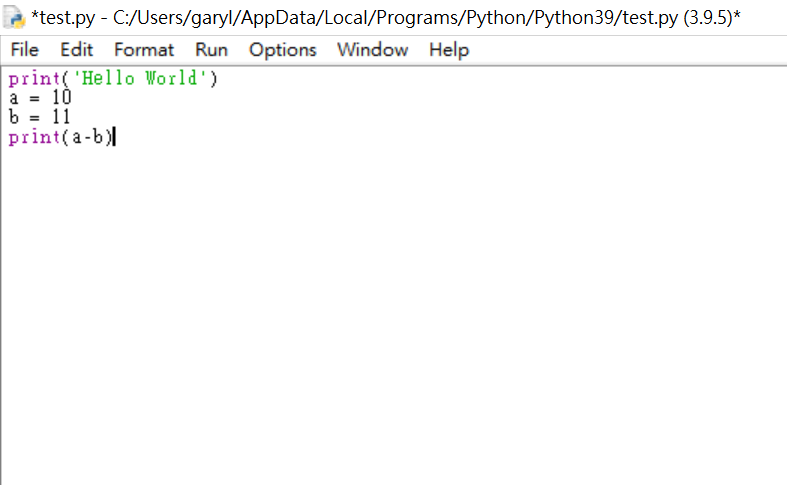 *test.py - C:/Users/garyl/AppData/Local/Programs/Python/Python39/test.py (3.9.5)*
File Edit Format Run Options Window Help
print('Hello World')
a = 10
b = 11
print(a-b)